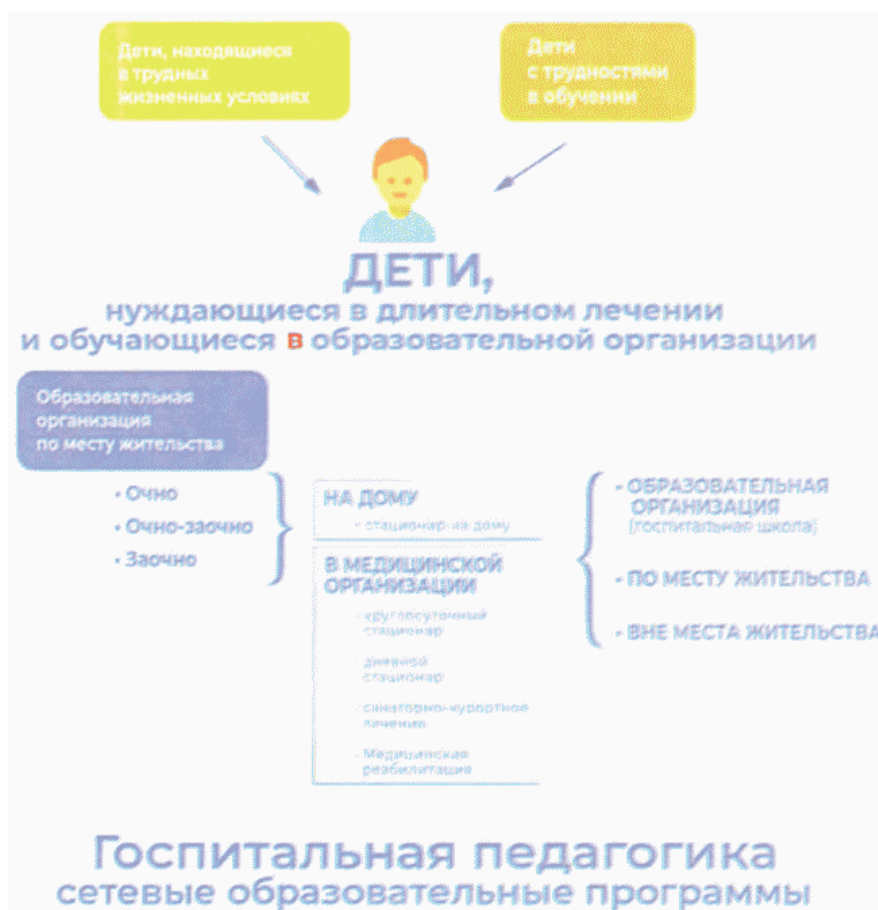 Дети, находящиеся
в трудных
жизненных условиях
Дети
с трудностями
в обучении
ДЕТИ,
нуждающиеся в длительном лечении
и обучающиеся в образовательной организации
Образовательная
организация
по месту жительства
• Очно
• Очно-заочно
• Заочно
НА ДОМУ
- стационар на дому
В МЕДИЦИНСКОЙ
ОРГАНИЗАЦИИ
- круглосуточный
стационар
- дневной
стационар
- санаторно-курортное
лечение
- Медицинская
реабилитация
• ОБРАЗОВАТЕЛЬНАЯ
ОРГАНИЗАЦИЯ
(госпитальная школа)
• ПО МЕСТУ ЖИТЕЛЬСТВА
• ВНЕ МЕСТА ЖИТЕЛЬСТВА
Госпитальная педагогика
сетевые образовательные программы